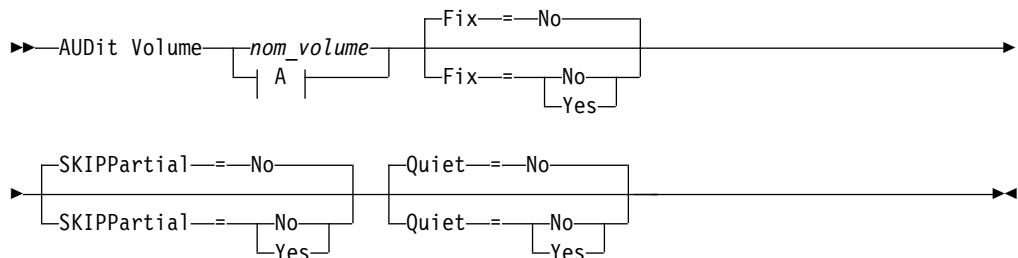 Fix = No
AUDit Volume nom_volume
A
Fix = No
Yes
SKIPPartial = No Quiet = No
SKIPPartial = No Quiet = No
Yes Yes